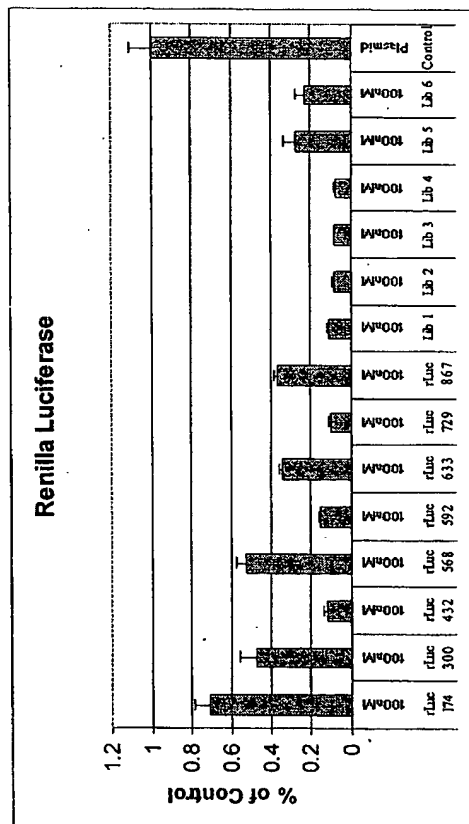 Renilla Luciferase
% of Control
1.2
1
0.8
0.6
0.4
0.2
0
100nM 100nM 100nM 100nM 100nM 100nM 100nM 100nM 100nM 100nM 100nM 100nM 100nM 100nM Plasmid
rLuc rLuc rLuc rLuc rLuc rLuc rLuc rLuc Lib 1 Lib 2 Lib 3 Lib 4 Lib 5 Lib 6 Control
174 300 432 568 592 633 729 867